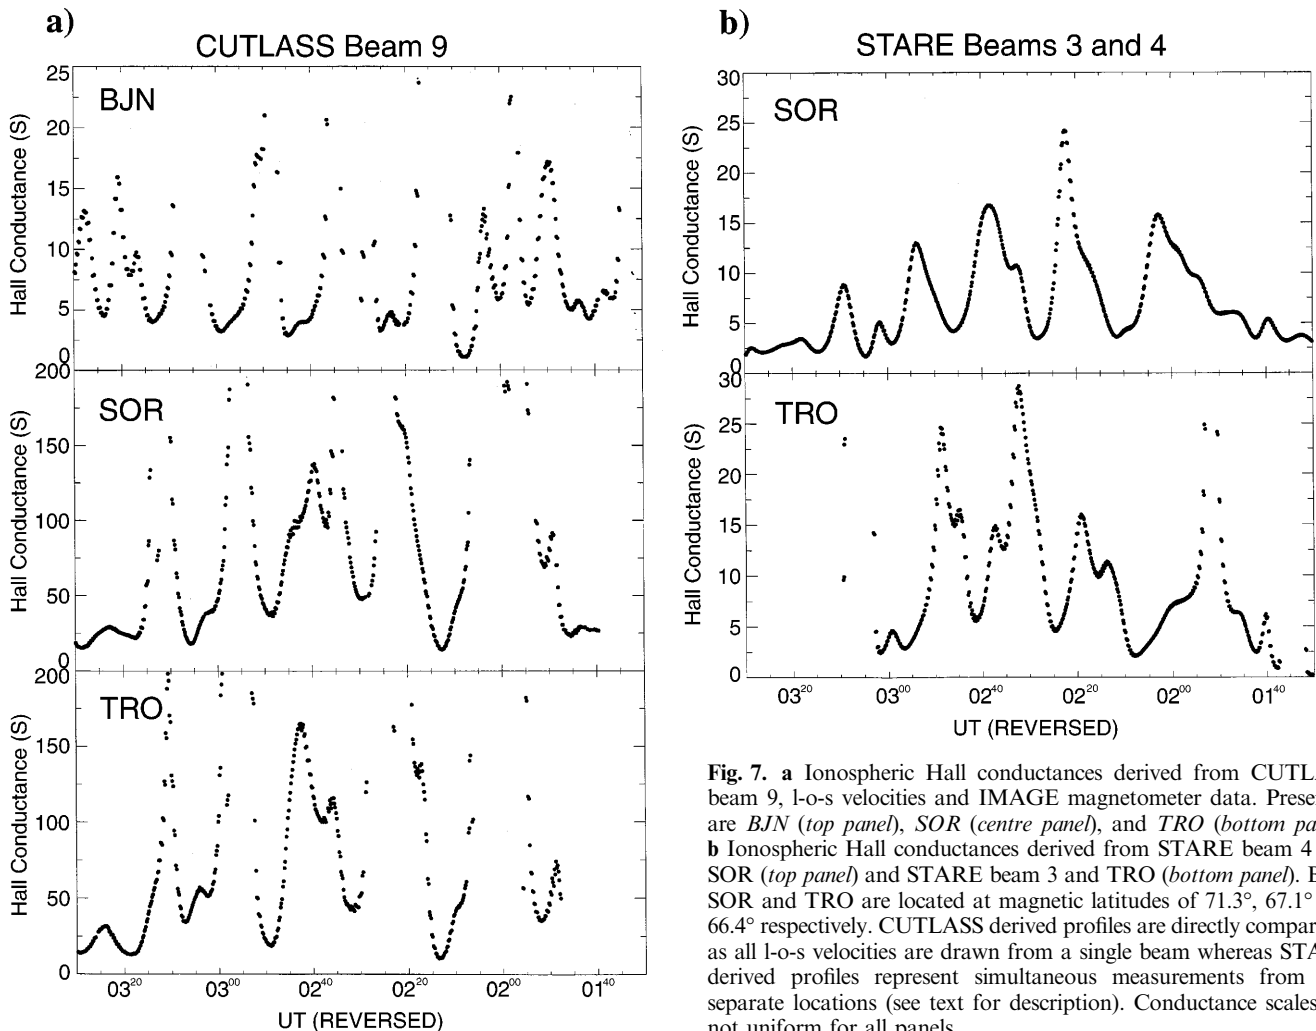 a)
CUTLASS Beam 9
25
BJN
20
15
10
5
0
Hall Conductance (S)
200
SOR
150
100
50
0
Hall Conductance (S)
200
TRO
150
100
50
0
Hall Conductance (S)
03²⁰ 03⁰⁰ 02⁴⁰ 02²⁰ 02⁰⁰ 01⁴⁰
UT (REVERSED)
b)
STARE Beams 3 and 4
30
SOR
25
20
15
10
5
0
Hall Conductance (S)
30
TRO
25
20
15
10
5
0
Hall Conductance (S)
03²⁰ 03⁰⁰ 02⁴⁰ 02²⁰ 02⁰⁰ 01⁴⁰
UT (REVERSED)
Fig. 7. a Ionospheric Hall conductances derived from CUTLA
beam 9, l-o-s velocities and IMAGE magnetometer data. Presen
are BJN (top panel), SOR (centre panel), and TRO (bottom pa
b Ionospheric Hall conductances derived from STARE beam 4
SOR (top panel) and STARE beam 3 and TRO (bottom panel).
SOR and TRO are located at magnetic latitudes of 71.3°, 67.1°
66.4° respectively. CUTLASS derived profiles are directly compar
as all l-o-s velocities are drawn from a single beam whereas STA
derived profiles represent simultaneous measurements from
separate locations (see text for description). Conductance scales
not uniform for all panels